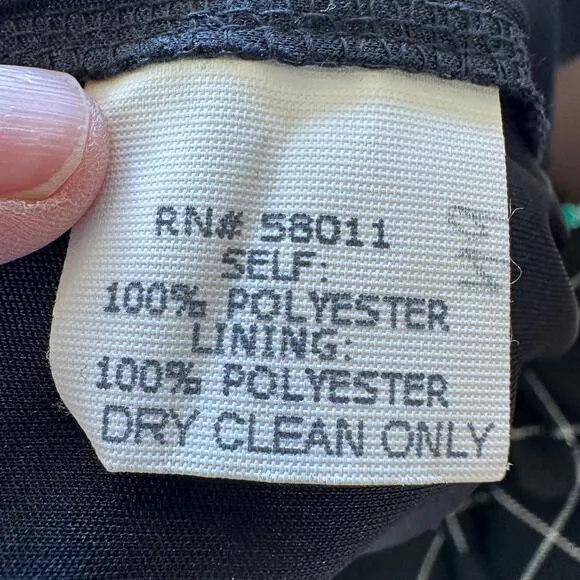 RN# 58011
SELF:
100% POLYESTER
LINING:
100% POLYESTER
DRY CLEAN ONLY